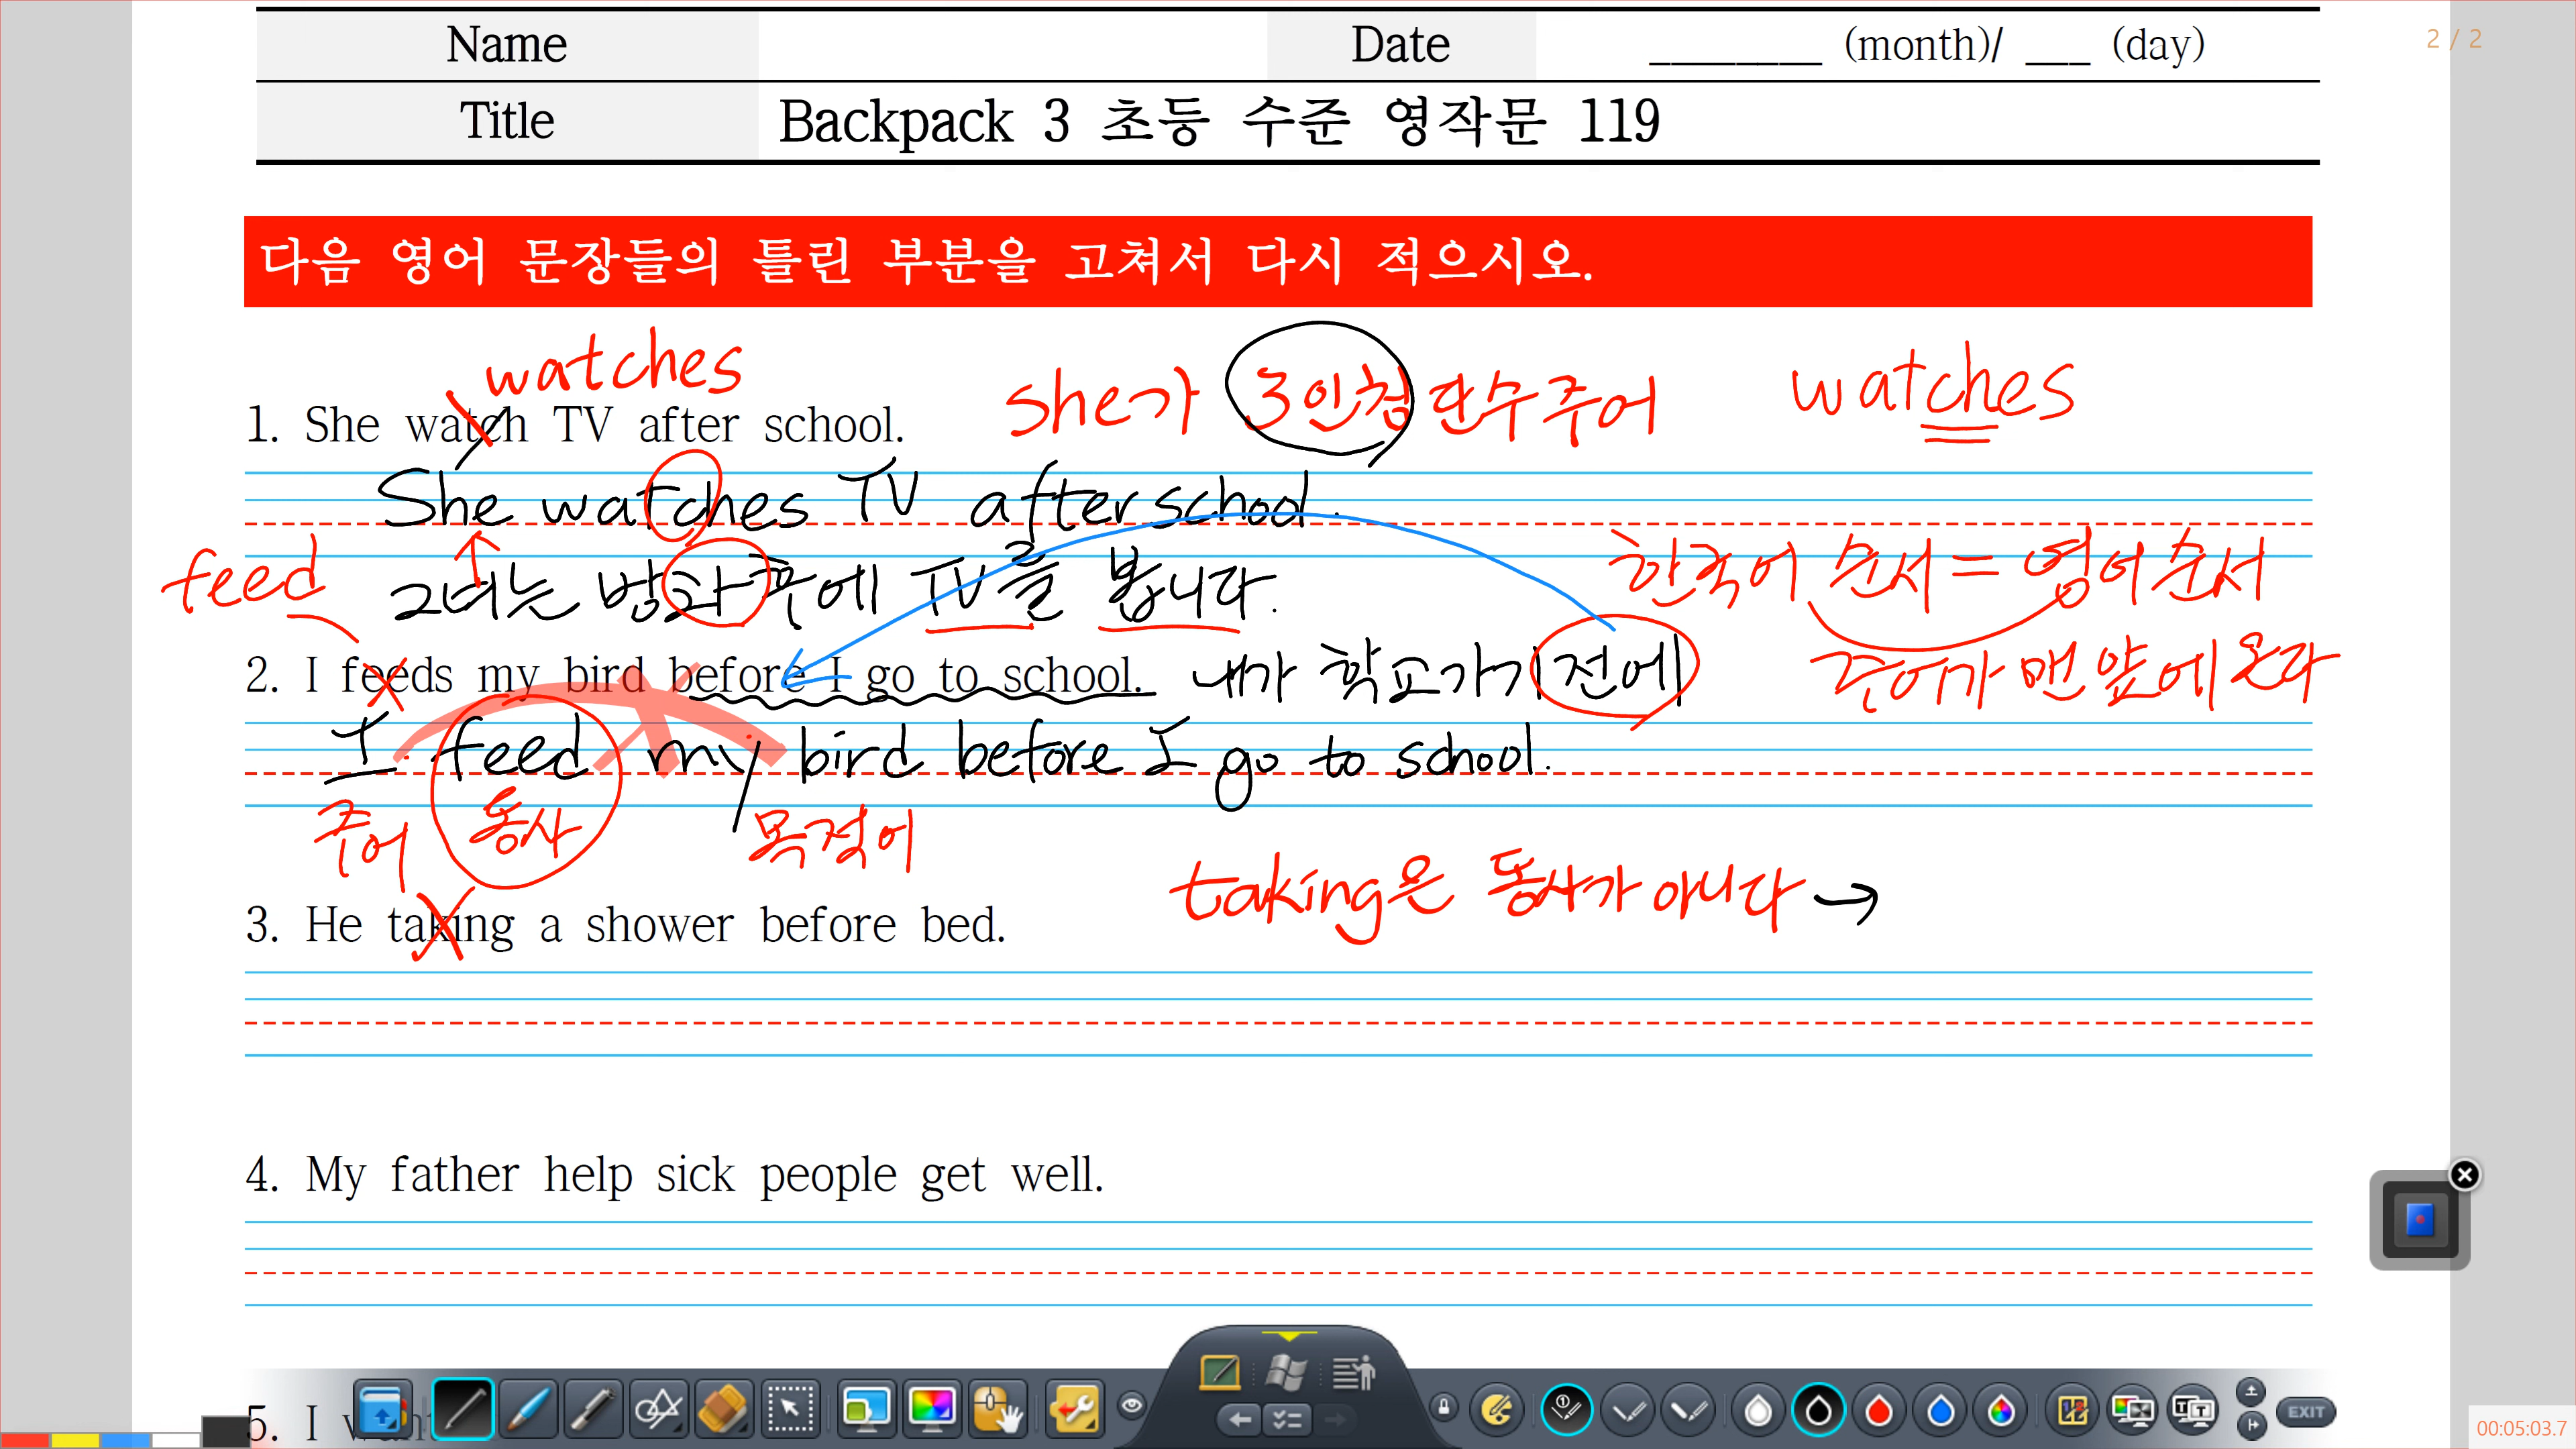 Name Date _______ (month)/ ___ (day)
2 / 2
Title Backpack 3 초등 수준 영작문 119
다음 영어 문장들의 틀린 부분을 고쳐서 다시 적으시오.
watches
she가 3인칭 단수 주어 watches
1. She watch TV after school.
She watches TV after school.
feed
그녀는 방과후에 TV를 봅니다.
한국어 순서 = 영어 순서
2. I feeds my bird before I go to school. 내가 학교가기 전에
주어가 맨 앞에 온다
I feed my bird before I go to school.
주어 동사 목적어
taking은 동사가 아니다 →
3. He taking a shower before bed.
4. My father help sick people get well.
5. I want
EXIT
00:05:03.7